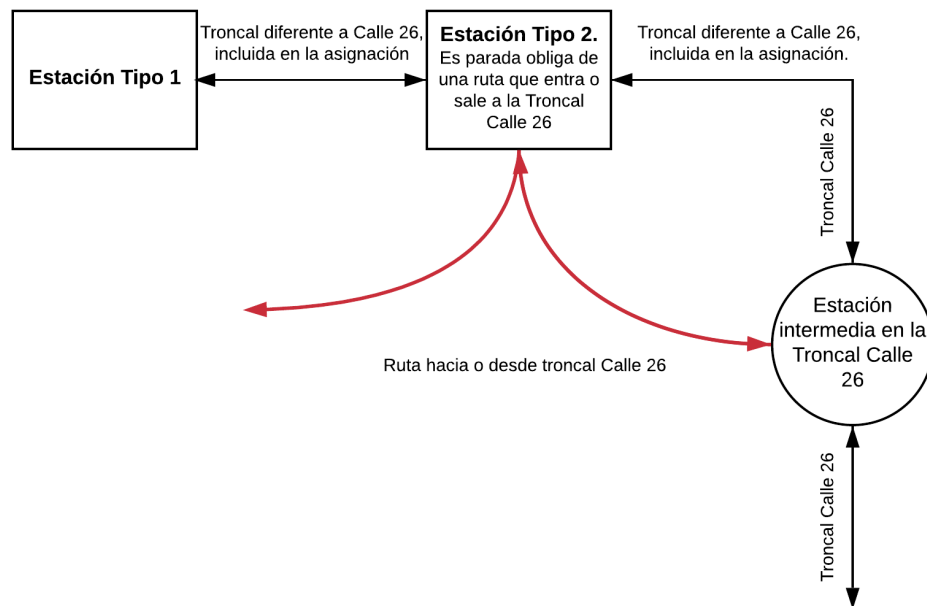 Estación Tipo 1
Troncal diferente a Calle 26,
incluida en la asignación
Estación Tipo 2.
Es parada obliga de
una ruta que entra o
sale a la Troncal
Calle 26
Troncal diferente a Calle 26,
incluida en la asignación.
Troncal Calle 26
Estación
intermedia en la
Troncal Calle
26
Ruta hacia o desde troncal Calle 26
Troncal Calle 26